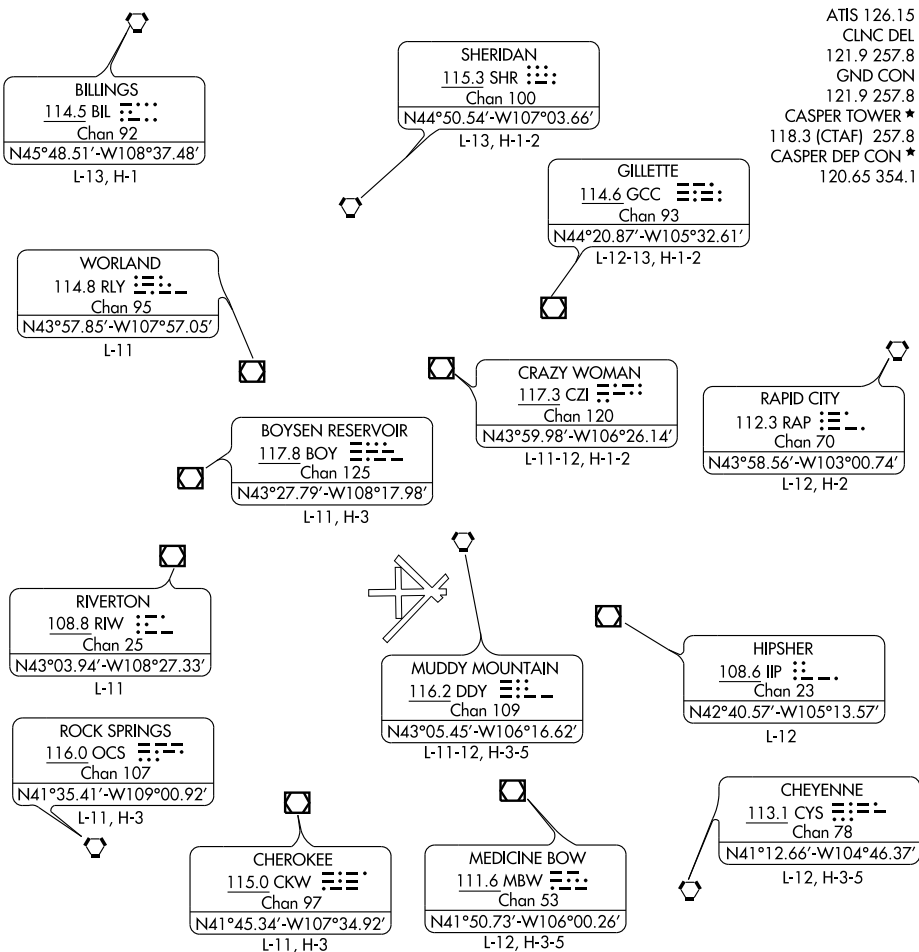 ATIS 126.15
CLNC DEL
121.9 257.8
GND CON
121.9 257.8
CASPER TOWER ★
118.3 (CTAF) 257.8
CASPER DEP CON ★
120.65 354.1
BILLINGS
114.5 BIL
Chan 92
N45°48.51′-W108°37.48′
L-13, H-1
SHERIDAN
115.3 SHR
Chan 100
N44°50.54′-W107°03.66′
L-13, H-1-2
GILLETTE
114.6 GCC
Chan 93
N44°20.87′-W105°32.61′
L-12-13, H-1-2
WORLAND
114.8 RLY
Chan 95
N43°57.85′-W107°57.05′
L-11
CRAZY WOMAN
117.3 CZI
Chan 120
N43°59.98′-W106°26.14′
L-11-12, H-1-2
RAPID CITY
112.3 RAP
Chan 70
N43°58.56′-W103°00.74′
L-12, H-2
BOYSEN RESERVOIR
117.8 BOY
Chan 125
N43°27.79′-W108°17.98′
L-11, H-3
RIVERTON
108.8 RIW
Chan 25
N43°03.94′-W108°27.33′
L-11
MUDDY MOUNTAIN
116.2 DDY
Chan 109
N43°05.45′-W106°16.62′
L-11-12, H-3-5
HIPSHER
108.6 IIP
Chan 23
N42°40.57′-W105°13.57′
L-12
ROCK SPRINGS
116.0 OCS
Chan 107
N41°35.41′-W109°00.92′
L-11, H-3
CHEROKEE
115.0 CKW
Chan 97
N41°45.34′-W107°34.92′
L-11, H-3
MEDICINE BOW
111.6 MBW
Chan 53
N41°50.73′-W106°00.26′
L-12, H-3-5
CHEYENNE
113.1 CYS
Chan 78
N41°12.66′-W104°46.37′
L-12, H-3-5